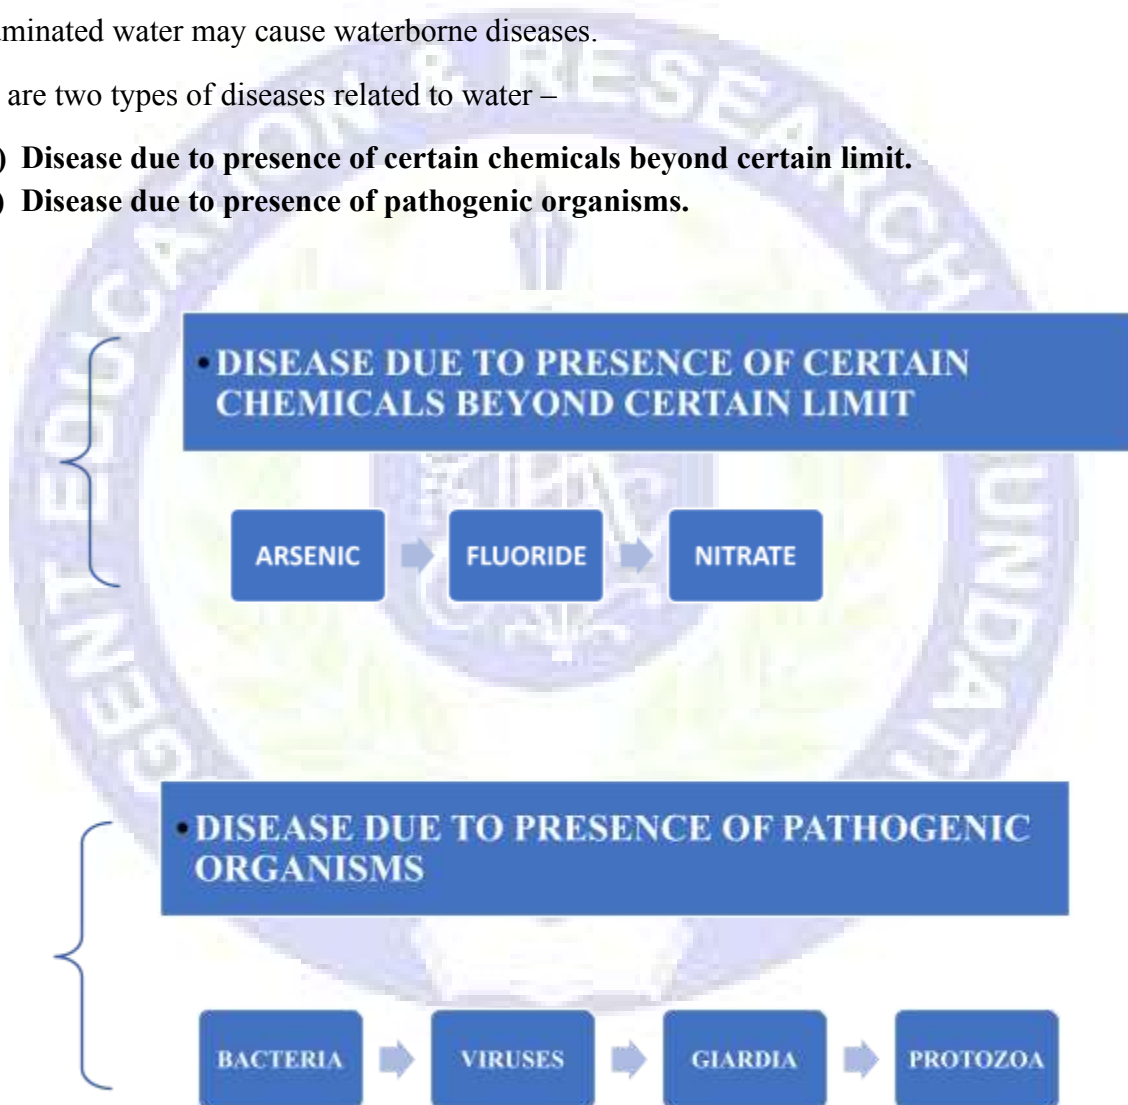 uminated water may cause waterborne diseases.
are two types of diseases related to water –
) Disease due to presence of certain chemicals beyond certain limit.
) Disease due to presence of pathogenic organisms.
• DISEASE DUE TO PRESENCE OF CERTAIN
CHEMICALS BEYOND CERTAIN LIMIT
ARSENIC FLUORIDE NITRATE
• DISEASE DUE TO PRESENCE OF PATHOGENIC
ORGANISMS
BACTERIA VIRUSES GIARDIA PROTOZOA